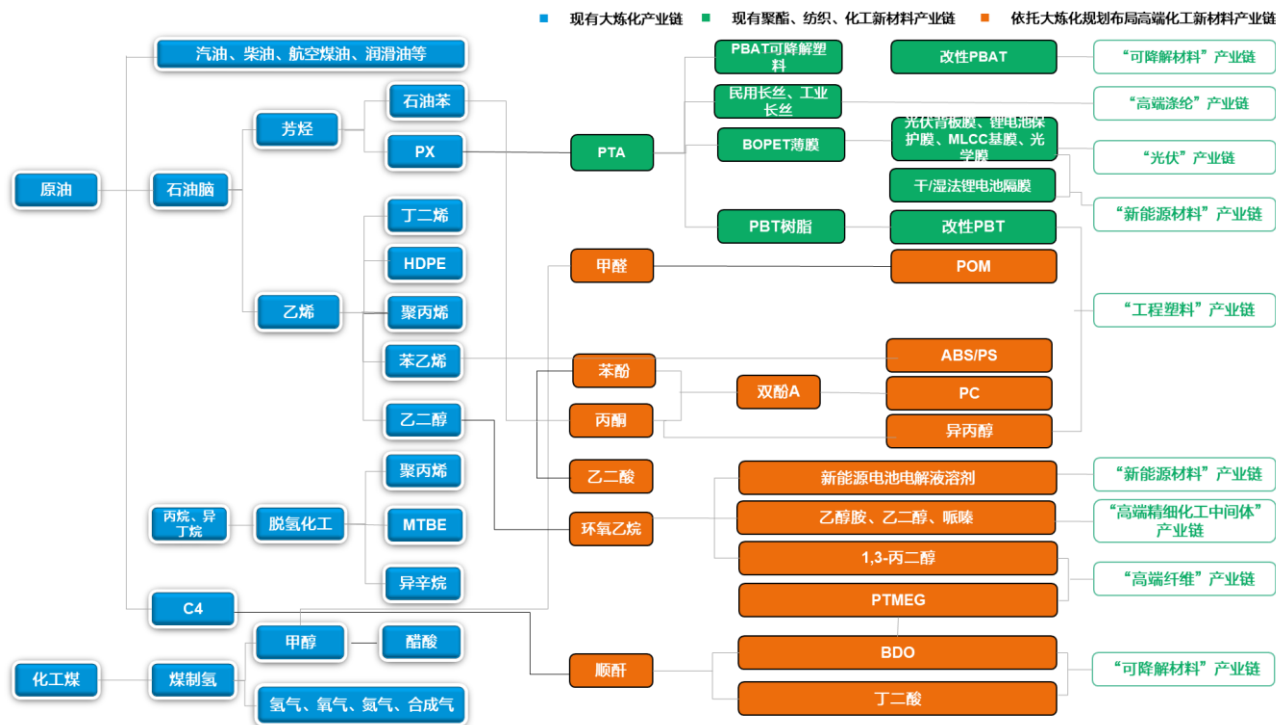 现有大炼化产业链
现有聚酯、纺织、化工新材料产业链
依托大炼化规划布局高端化工新材料产业链
汽油、柴油、航空煤油、润滑油等
PBAT可降解塑
料
改性PBAT
“可降解材料”产业链
石油苯
民用长丝、工业
长丝
“高端涤纶”产业链
芳烃
PX
PTA
BOPET薄膜
光伏背板膜、锂电池保
护膜、MLCC基膜、光
学膜
“光伏”产业链
原油
石油脑
干/湿法锂电池隔膜
丁二烯
PBT树脂
改性PBT
“新能源材料”产业链
HDPE
甲醛
POM
乙烯
聚丙烯
“工程塑料”产业链
苯乙烯
苯酚
ABS/PS
双酚A
PC
乙二醇
丙酮
异丙醇
聚丙烯
乙二酸
新能源电池电解液溶剂
“新能源材料”产业链
丙烷、异
丁烷
脱氢化工
MTBE
环氧乙烷
乙醇胺、乙二醇、哌嗪
“高端精细化工中间体”
产业链
异辛烷
1,3-丙二醇
“高端纤维”产业链
C4
PTMEG
甲醇
醋酸
BDO
化工煤
煤制氢
顺酐
“可降解材料”产业链
氢气、氧气、氮气、合成气
丁二酸